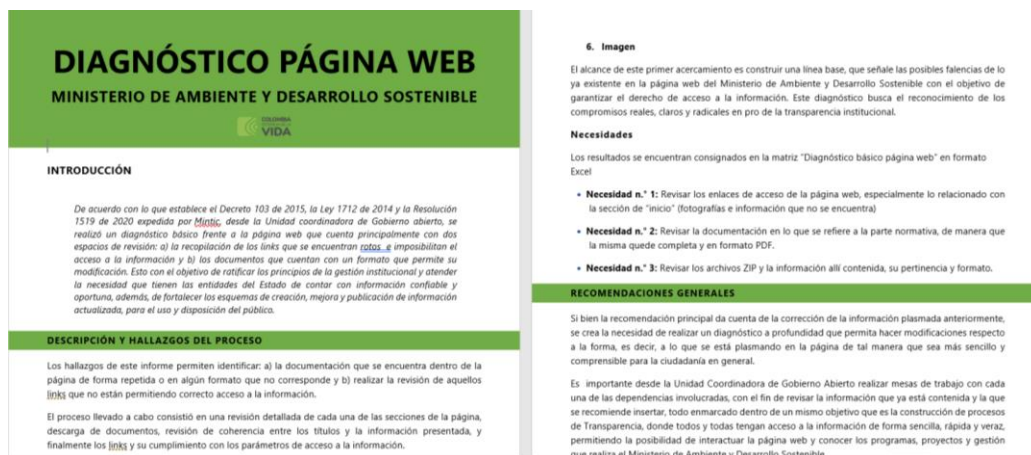 DIAGNÓSTICO PÁGINA WEB
MINISTERIO DE AMBIENTE Y DESARROLLO SOSTENIBLE
COLOMBIA
VIDA
INTRODUCCIÓN
De acuerdo con lo que establece el Decreto 103 de 2015, la Ley 1712 de 2014 y la Resolución
1519 de 2020 expedida por Mintic, desde la Unidad coordinadora de Gobierno abierto, se
realizó un diagnóstico básico frente a la página web que cuenta principalmente con dos
espacios de revisión: a) la recopilación de los links que se encuentran rotos e imposibilitan el
acceso a la información y b) los documentos que cuentan con un formato que permite su
modificación. Esto con el objetivo de ratificar los principios de la gestión institucional y atender
la necesidad que tienen las entidades del Estado de contar con información confiable y
oportuna, además, de fortalecer los esquemas de creación, mejora y publicación de información
actualizada, para el uso y disposición del público.
DESCRIPCIÓN Y HALLAZGOS DEL PROCESO
Los hallazgos de este informe permiten identificar: a) la documentación que se encuentra dentro de la
página de forma repetida o en algún formato que no corresponde y b) realizar la revisión de aquellos
links que no están permitiendo correcto acceso a la información.
El proceso llevado a cabo consistió en una revisión detallada de cada una de las secciones de la página,
descarga de documentos, revisión de coherencia entre los títulos y la información presentada, y
finalmente los links y su cumplimiento con los parámetros de acceso a la información.
6. Imagen
El alcance de este primer acercamiento es construir una línea base, que señale las posibles falencias de lo
ya existente en la página web del Ministerio de Ambiente y Desarrollo Sostenible con el objetivo de
garantizar el derecho de acceso a la información. Este diagnóstico busca el reconocimiento de los
compromisos reales, claros y radicales en pro de la transparencia institucional.
Necesidades
Los resultados se encuentran consignados en la matriz "Diagnóstico básico página web" en formato
Excel
• Necesidad n.° 1: Revisar los enlaces de acceso de la página web, especialmente lo relacionado con
la sección de "inicio" (fotografías e información que no se encuentra)
• Necesidad n.° 2: Revisar la documentación en lo que se refiere a la parte normativa, de manera que
la misma quede completa y en formato PDF.
• Necesidad n.° 3: Revisar los archivos ZIP y la información allí contenida, su pertinencia y formato.
RECOMENDACIONES GENERALES
Si bien la recomendación principal da cuenta de la corrección de la información plasmada anteriormente,
se crea la necesidad de realizar un diagnóstico a profundidad que permita hacer modificaciones respecto
a la forma, es decir, a lo que se está plasmando en la página de tal manera que sea más sencillo y
comprensible para la ciudadanía en general.
Es importante desde la Unidad Coordinadora de Gobierno Abierto realizar mesas de trabajo con cada
una de las dependencias involucradas, con el fin de revisar la información que ya está contenida y la que
se recomiende insertar, todo enmarcado dentro de un mismo objetivo que es la construcción de procesos
de Transparencia, donde todos y todas tengan acceso a la información de forma sencilla, rápida y veraz,
permitiendo la posibilidad de interactuar la página web y conocer los programas, proyectos y gestión
que realiza el Ministerio de Ambiente y Desarrollo Sostenible